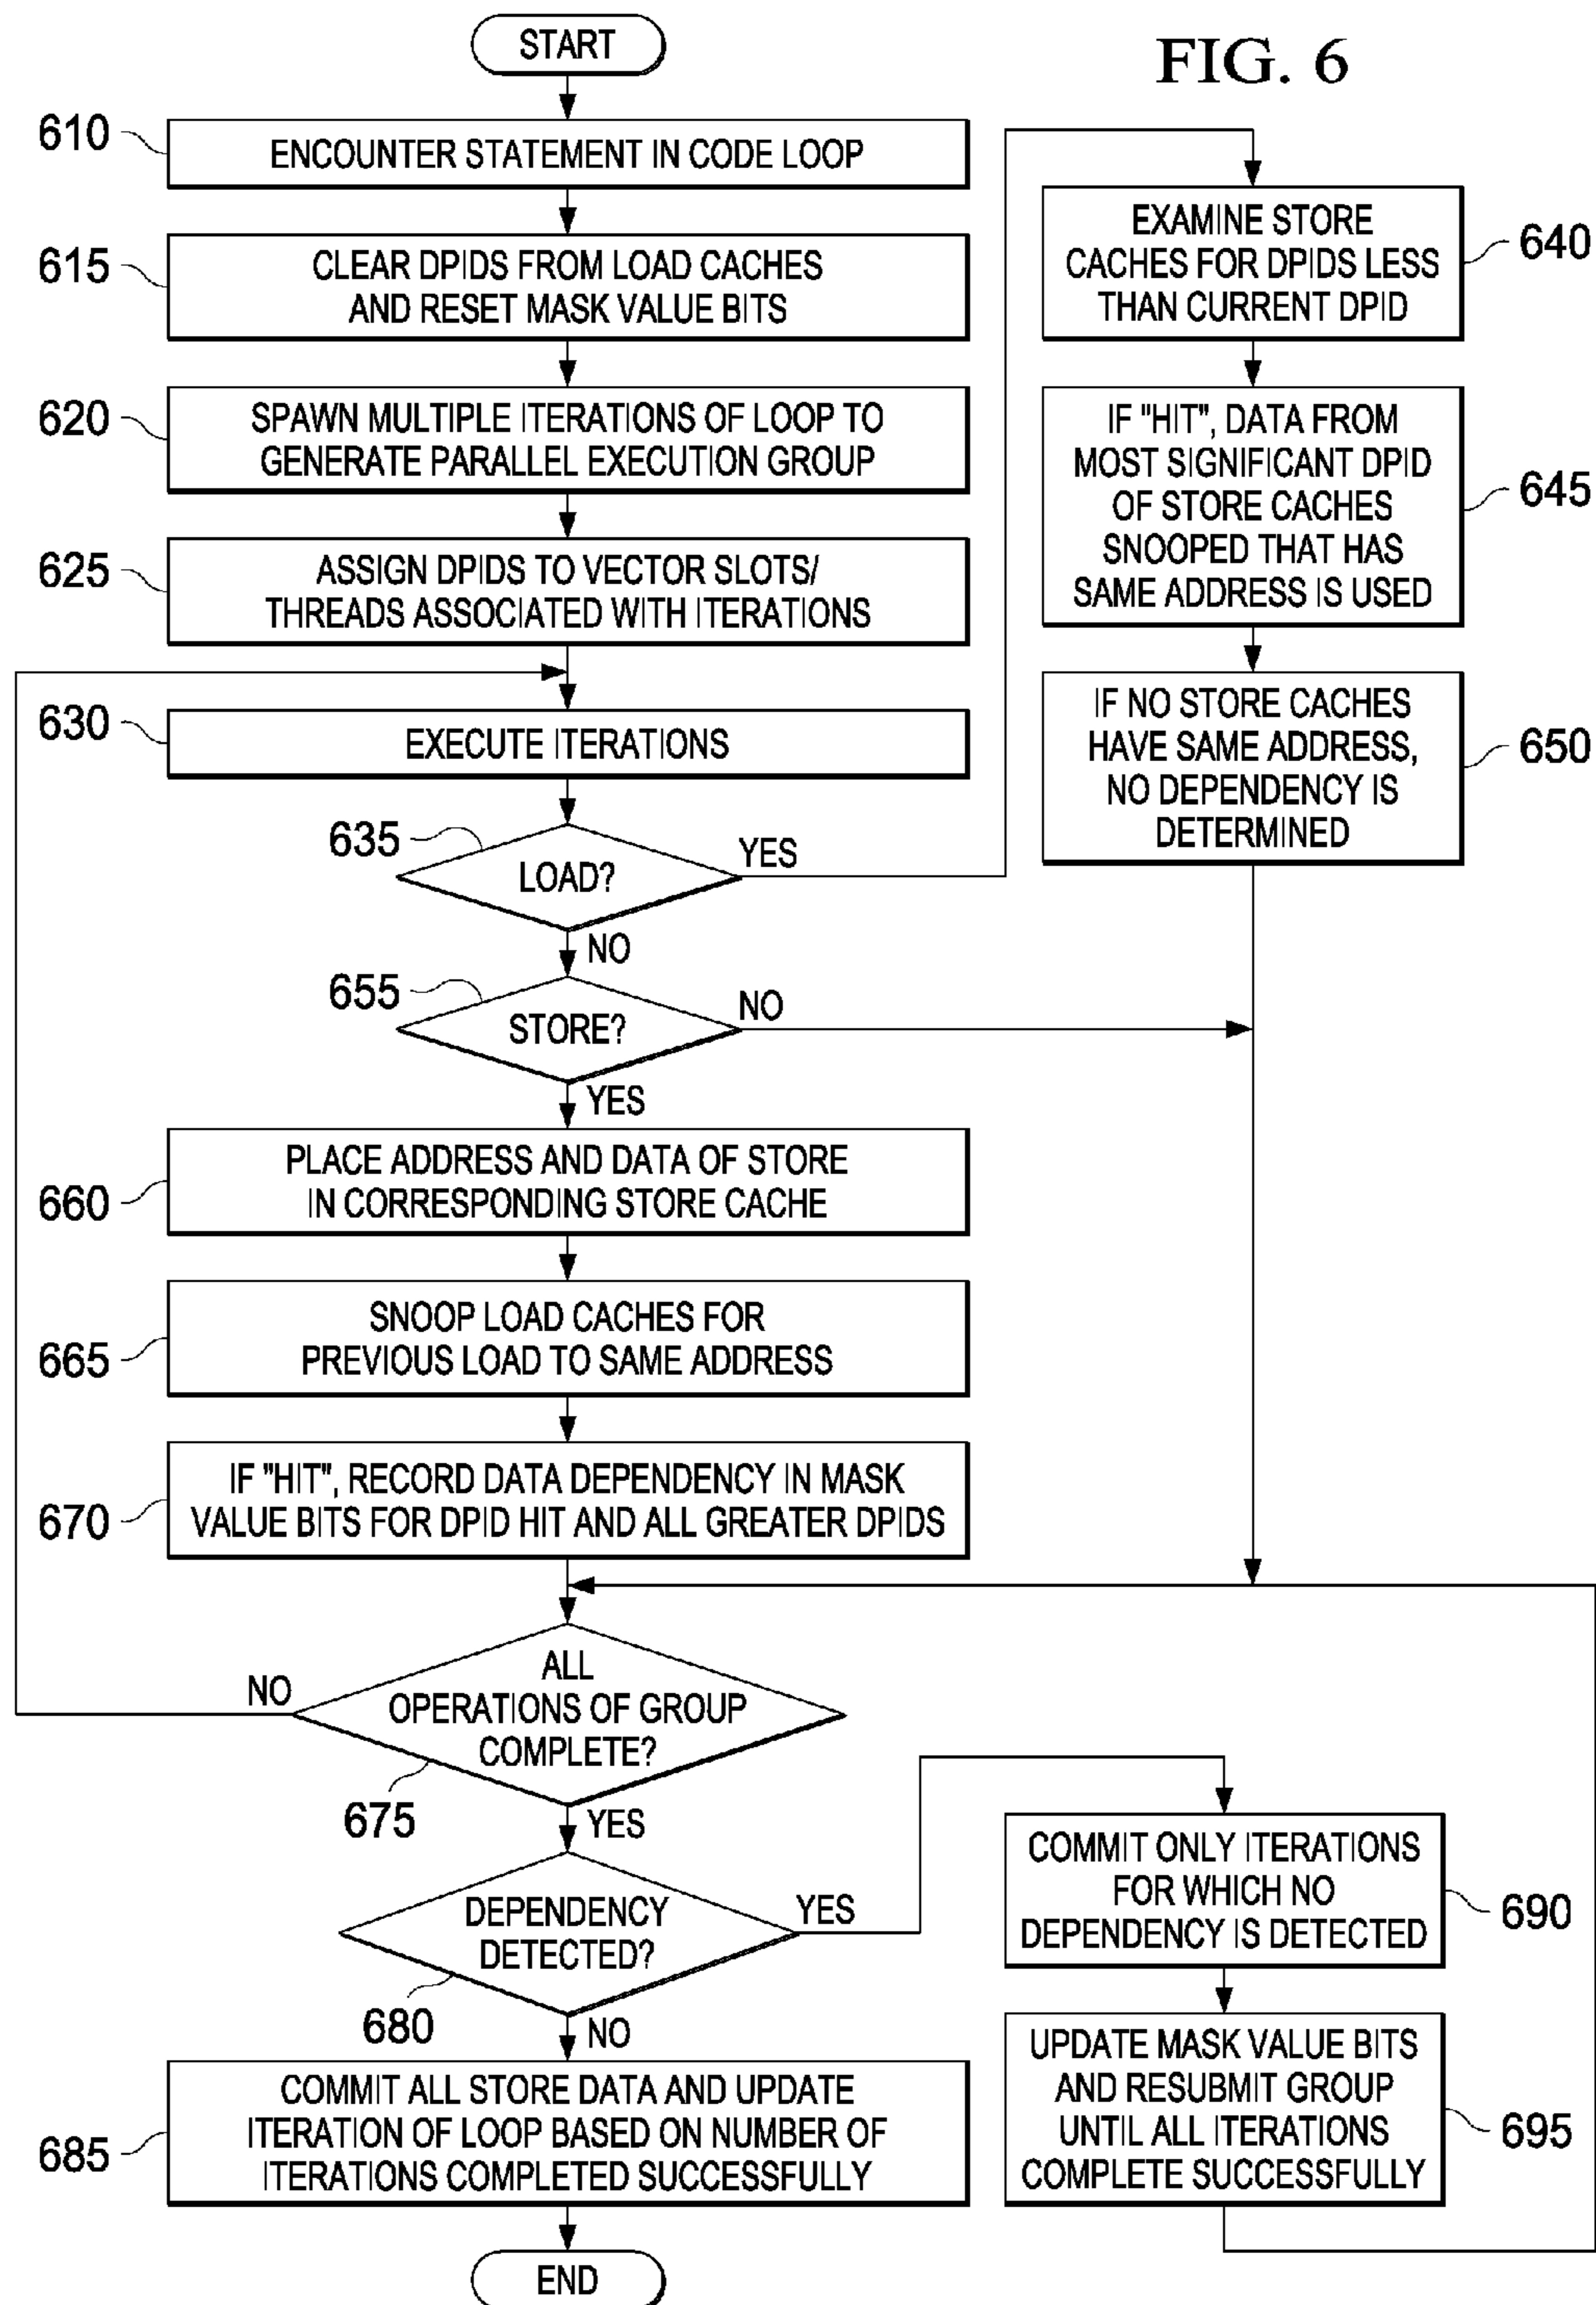 START
FIG. 6
610
ENCOUNTER STATEMENT IN CODE LOOP
615
CLEAR DPIDS FROM LOAD CACHES
AND RESET MASK VALUE BITS
620
SPAWN MULTIPLE ITERATIONS OF LOOP TO
GENERATE PARALLEL EXECUTION GROUP
625
ASSIGN DPIDS TO VECTOR SLOTS/
THREADS ASSOCIATED WITH ITERATIONS
630
EXECUTE ITERATIONS
635
LOAD?
YES
NO
EXAMINE STORE
CACHES FOR DPIDS LESS
THAN CURRENT DPID
640
IF "HIT", DATA FROM
MOST SIGNIFICANT DPID
OF STORE CACHES
SNOOPED THAT HAS
SAME ADDRESS IS USED
645
IF NO STORE CACHES
HAVE SAME ADDRESS,
NO DEPENDENCY IS
DETERMINED
650
655
STORE?
NO
YES
660
PLACE ADDRESS AND DATA OF STORE
IN CORRESPONDING STORE CACHE
665
SNOOP LOAD CACHES FOR
PREVIOUS LOAD TO SAME ADDRESS
670
IF "HIT", RECORD DATA DEPENDENCY IN MASK
VALUE BITS FOR DPID HIT AND ALL GREATER DPIDS
NO
ALL
OPERATIONS OF GROUP
COMPLETE?
675
YES
DEPENDENCY
DETECTED?
YES
680
NO
685
COMMIT ALL STORE DATA AND UPDATE
ITERATION OF LOOP BASED ON NUMBER OF
ITERATIONS COMPLETED SUCCESSFULLY
COMMIT ONLY ITERATIONS
FOR WHICH NO
DEPENDENCY IS DETECTED
690
UPDATE MASK VALUE BITS
AND RESUBMIT GROUP
UNTIL ALL ITERATIONS
COMPLETE SUCCESSFULLY
695
END